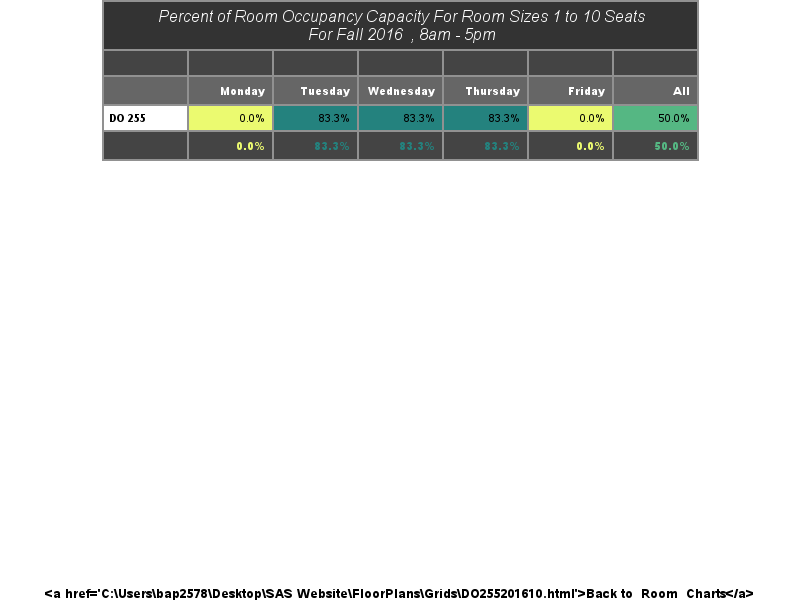 Percent of Room Occupancy Capacity For Room Sizes 1 to 10 Seats
For Fall 2016 , 8am - 5pm
Monday Tuesday Wednesday Thursday Friday All
DO 255 0.0% 83.3% 83.3% 83.3% 0.0% 50.0%
0.0% 83.3% 83.3% 83.3% 0.0% 50.0%
<a href='C:\Users\bap2578\Desktop\SAS Website\FloorPlans\Grids\DO255201610.html'>Back to Room Charts</a>